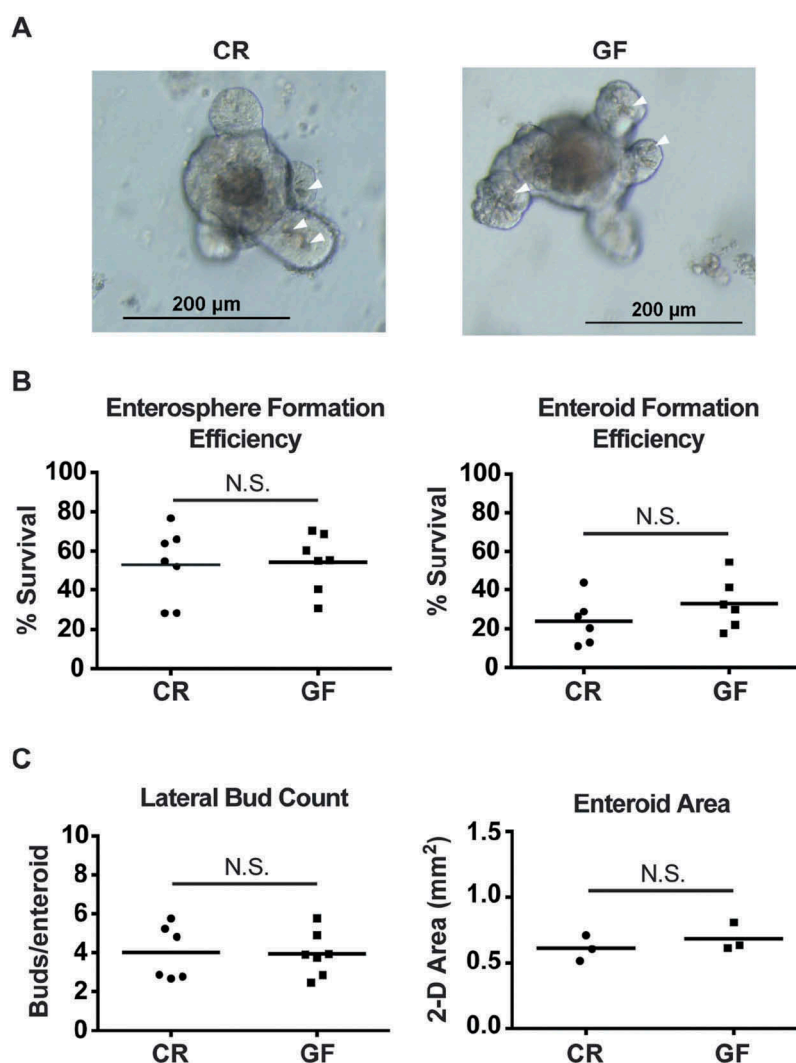 A
CR
GF
200 µm
200 µm
B
Enterosphere Formation
Efficiency
% Survival
100
80
60
40
20
0
N.S.
CR
GF
Enteroid Formation
Efficiency
% Survival
100
80
60
40
20
0
N.S.
CR
GF
C
Lateral Bud Count
Buds/enteroid
10
8
6
4
2
0
N.S.
CR
GF
Enteroid Area
2-D Area (mm²)
1.5
1.0
0.5
0.0
N.S.
CR
GF